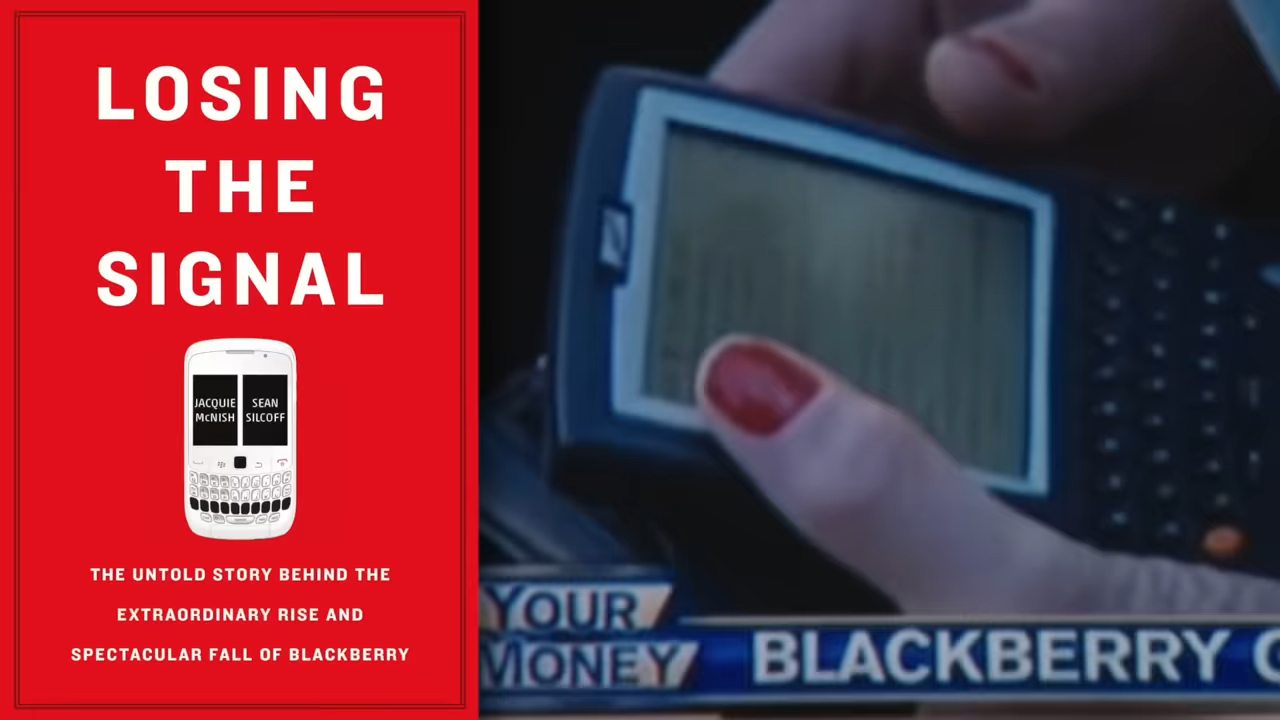 LOSING
THE
SIGNAL
JACQUIE
McNISH
SEAN
SILCOFF
THE UNTOLD STORY BEHIND THE
EXTRAORDINARY RISE AND
SPECTACULAR FALL OF BLACKBERRY
YOUR
MONEY
BLACKBERRY